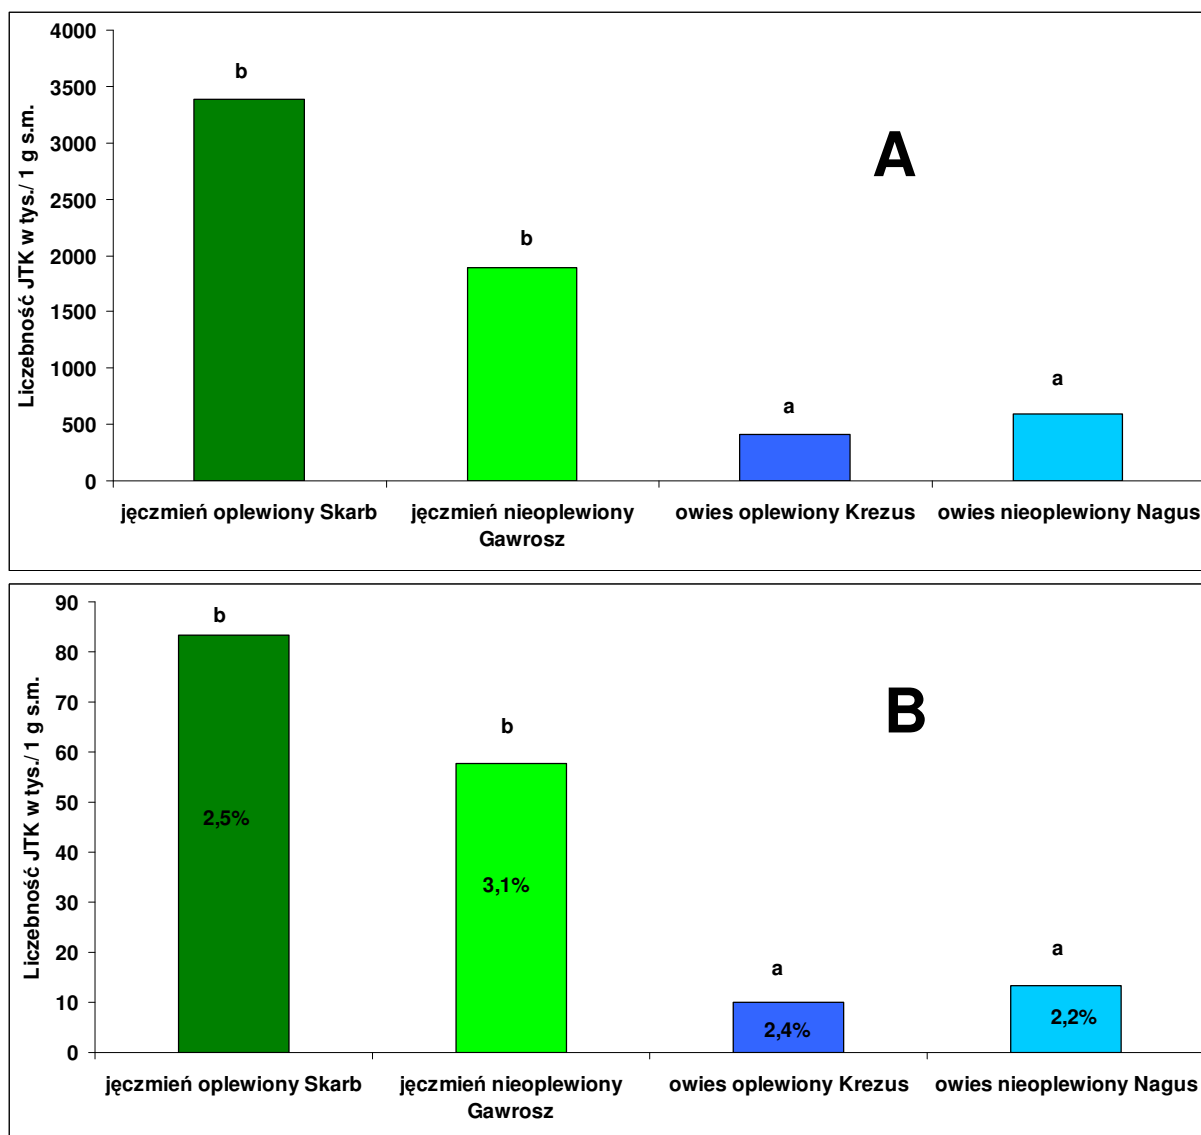 4000
3500
3000
2500
2000
1500
1000
500
0
Liczebność JTK w tys./ 1 g s.m.
b
b
a
a
A
jęczmień oplewiony Skarb
jęczmień nieoplewiony
Gawrosz
owies oplewiony Krezus
owies nieoplewiony Nagus
90
80
70
60
50
40
30
20
10
0
Liczebność JTK w tys./ 1 g s.m.
b
b
a
a
B
2,5%
3,1%
2,4%
2,2%
jęczmień oplewiony Skarb
jęczmień nieoplewiony
Gawrosz
owies oplewiony Krezus
owies nieoplewiony Nagus